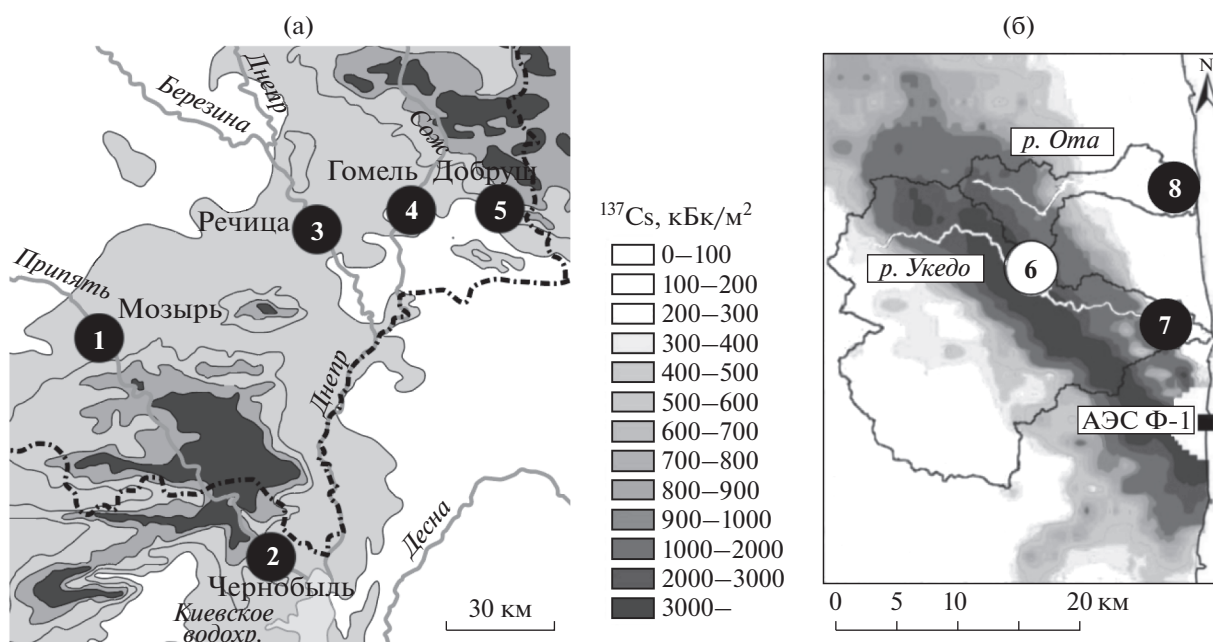 (а)
Днепр
Березина
Сож
Гомель Добруш
4
5
Речица
3
Припять
Мозырь
1
Днепр
Десна
2
Чернобыль
Киевское
водохр.
30 км
¹³⁷Cs, кБк/м²
0–100
100–200
200–300
300–400
400–500
500–600
600–700
700–800
800–900
900–1000
1000–2000
2000–3000
3000–
(б)
N
р. Ота
8
р. Укедо
6
7
АЭС Ф-1
0 5 10 20 км